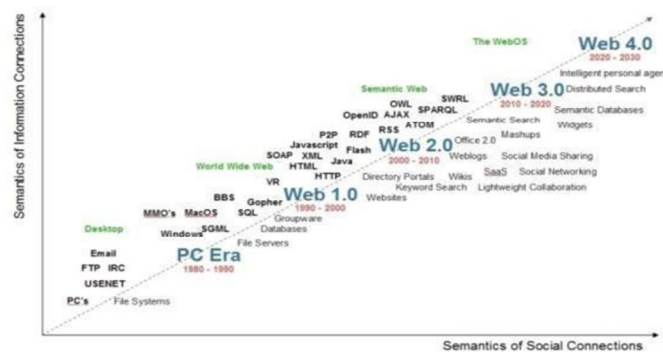 Semantics of Information Connections
The WebOS
Web 4.0
2020 - 2030
Intelligent personal agen
Web 3.0
2010 - 2020
Distributed Search
Semantic Databases
Widgets
Semantic Search
Mashups
Semantic Web
SWRL
OWL
SPARQL
OpenID
AJAX
ATOM
RSS
P2P
RDF
Javascript
Flash
SOAP
XML
Java
HTML
HTTP
VR
Web 2.0
2000 - 2010
Office 2.0
Weblogs
Social Media Sharing
Directory Portals
Wikis
SaaS
Social Networking
Keyword Search
Lightweight Collaboration
Websites
World Wide Web
Web 1.0
1990 - 2000
BBS
Gopher
MMO's
MacOS
SQL
Groupware
SGML
Databases
Windows
File Servers
Desktop
PC Era
1980 - 1990
Email
FTP
IRC
USENET
PC's
File Systems
Semantics of Social Connections